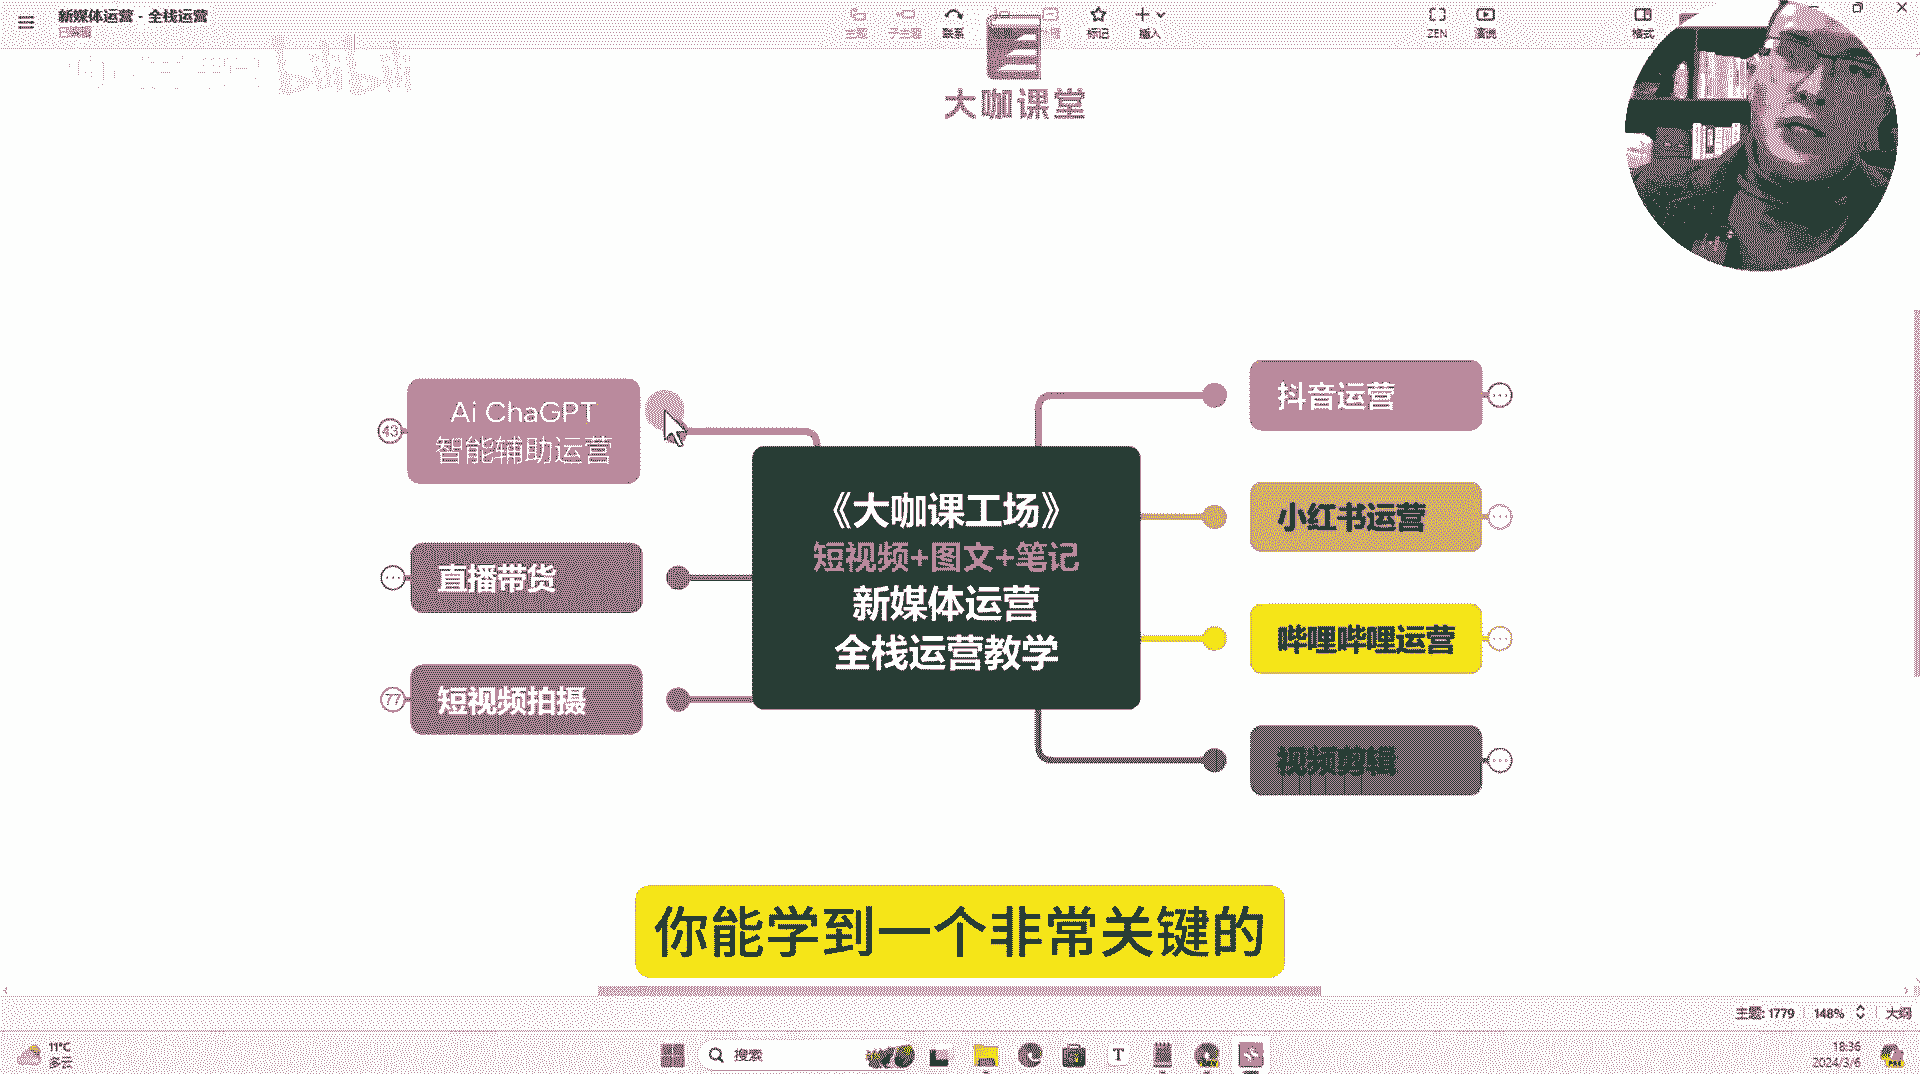 新媒体运营 - 全栈运营
已编辑
主题
子主题
联系
标记
插入
ZEN
演说
格式
bilibili
大咖课堂
Ai ChaGPT
智能辅助运营
43
直播带货
短视频拍摄
77
《大咖课工场》
短视频+图文+笔记
新媒体运营
全栈运营教学
抖音运营
小红书运营
哔哩哔哩运营
视频剪辑
你能学到一个非常关键的
主题: 1779
148%
大纲
11°C
多云
搜索
18:36
2024/3/6